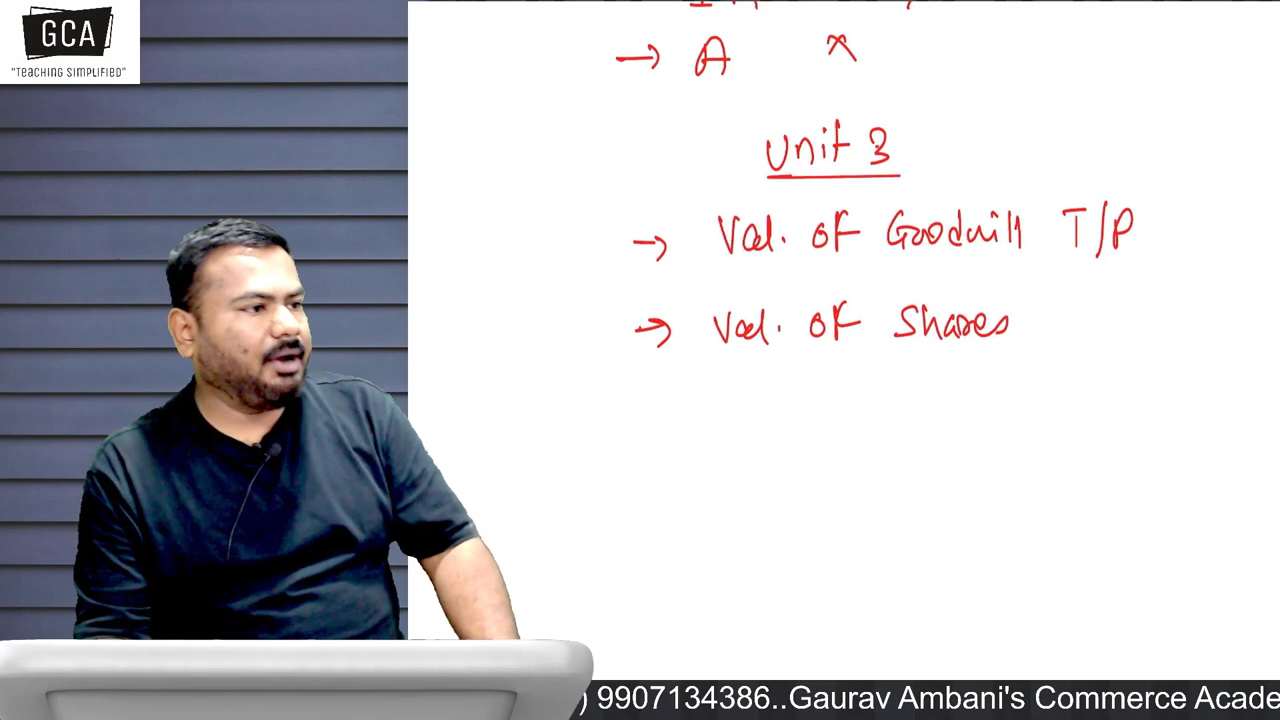 GCA
"TEACHING SIMPLIFIED"
→ A x
Unit 3
→ Val. of Goodwill T/P
→ Val. of Shares
) 9907134386..Gaurav Ambani's Commerce Acade